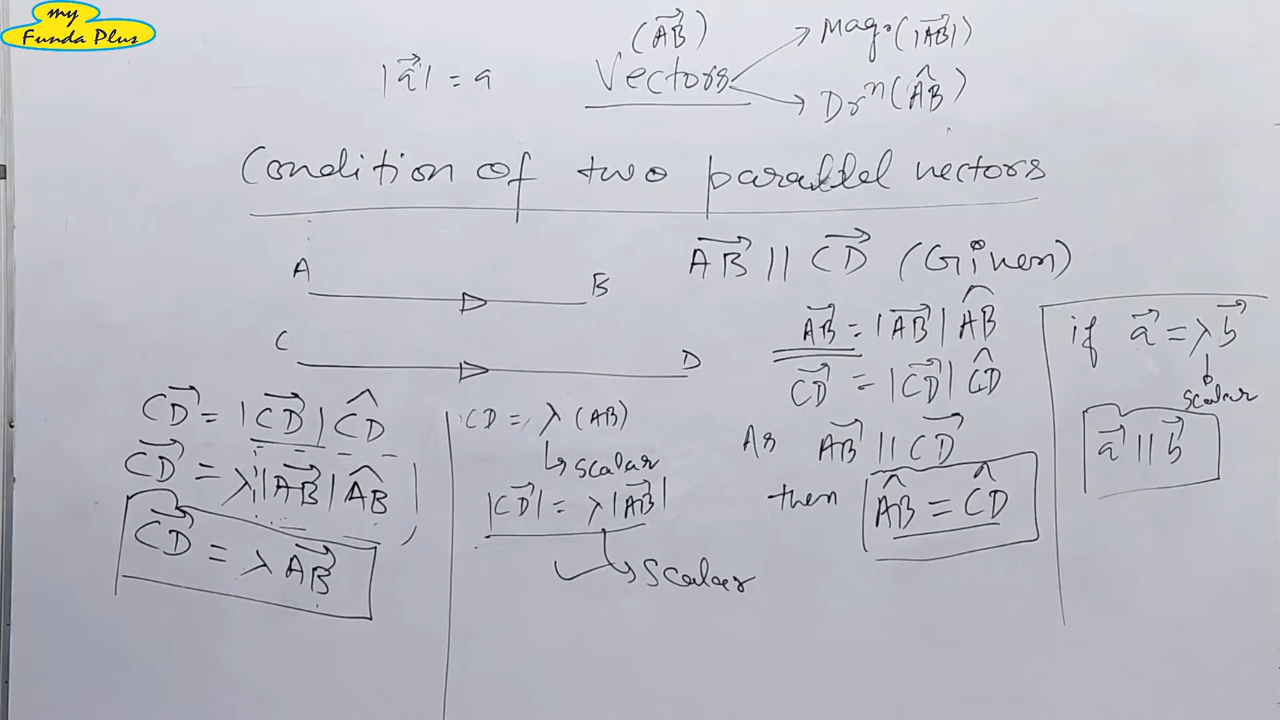 my
Funda Plus
(AB⃗)
|a⃗| = a
Vectors
Mag. (|AB⃗|)
Drⁿ (AB̂)
Condition of two parallel vectors
A B
C D
AB⃗ || CD⃗ (Given)
AB⃗ = |AB⃗| AB̂
CD⃗ = |CD⃗| CD̂
As AB⃗ || CD⃗
then AB̂ = CD̂
CD⃗ = |CD⃗| CD̂
CD⃗ = λ |AB⃗| AB̂
CD⃗ = λ AB⃗
CD = λ (AB)
scalar
|CD⃗| = λ |AB⃗|
scalar
if a⃗ = λ b⃗
scalar
a⃗ || b⃗